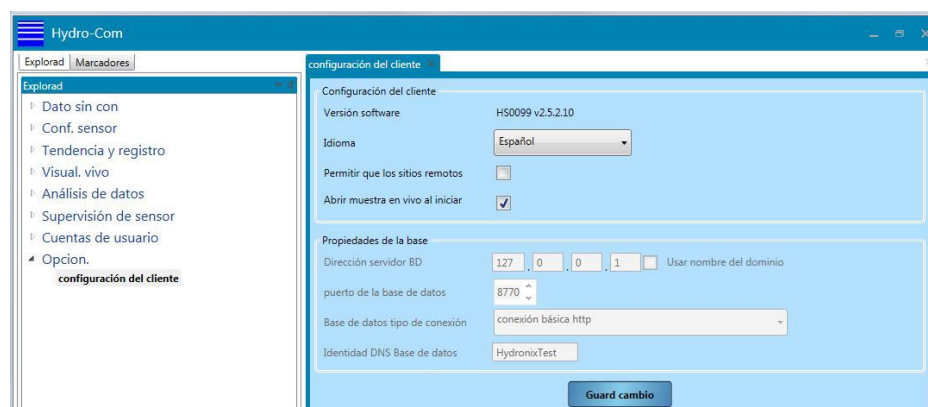 Hydro-Com
Explorad Marcadores
Explorad
Dato sin con
Conf. sensor
Tendencia y registro
Visual. vivo
Análisis de datos
Supervisión de sensor
Cuentas de usuario
Opcion.
configuración del cliente
configuración del cliente
Configuración del cliente
Versión software HS0099 v2.5.2.10
Idioma Español
Permitir que los sitios remotos
Abrir muestra en vivo al iniciar
Propiedades de la base
Dirección servidor BD 127 . 0 . 0 . 1 Usar nombre del dominio
puerto de la base de datos 8770
Base de datos tipo de conexión conexión básica http
Identidad DNS Base de datos HydronixTest
Guard cambio